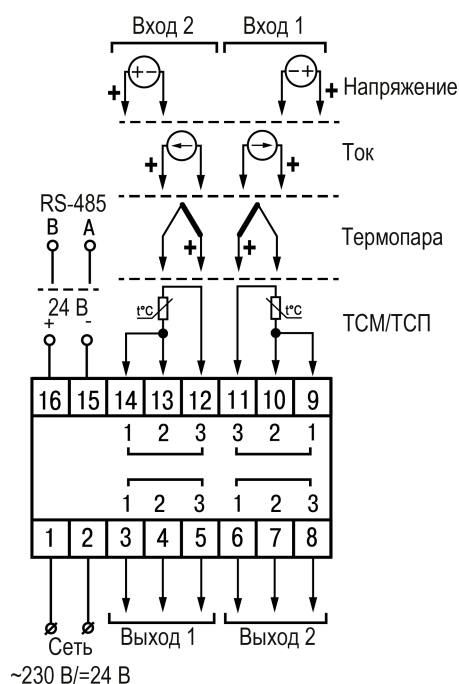 Вход 2 Вход 1
+ + − − + + Напряжение
+ + Ток
RS-485
B A
+ + Термопара
24 В
+ - t°C t°C ТСМ/ТСП
16 15 14 13 12 11 10 9
1 2 3 3 2 1
1 2 3 1 2 3
1 2 3 4 5 6 7 8
Сеть Выход 1 Выход 2
~230 В/=24 В